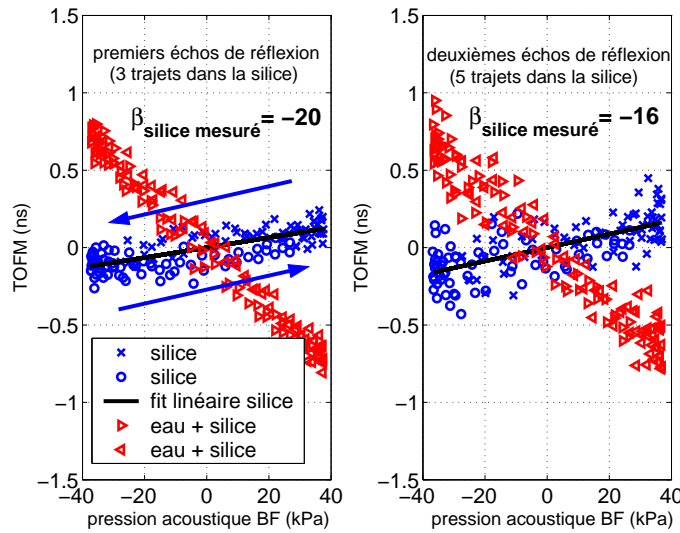 premiers échos de réflexion
(3 trajets dans la silice)
β silice mesuré = −20
TOFM (ns)
1.5
1
0.5
0
−0.5
−1
−1.5
silice
silice
fit linéaire silice
eau + silice
eau + silice
−40
−20
0
20
40
pression acoustique BF (kPa)
deuxièmes échos de réflexion
(5 trajets dans la silice)
β silice mesuré = −16
TOFM (ns)
1.5
1
0.5
0
−0.5
−1
−1.5
−40
−20
0
20
40
pression acoustique BF (kPa)